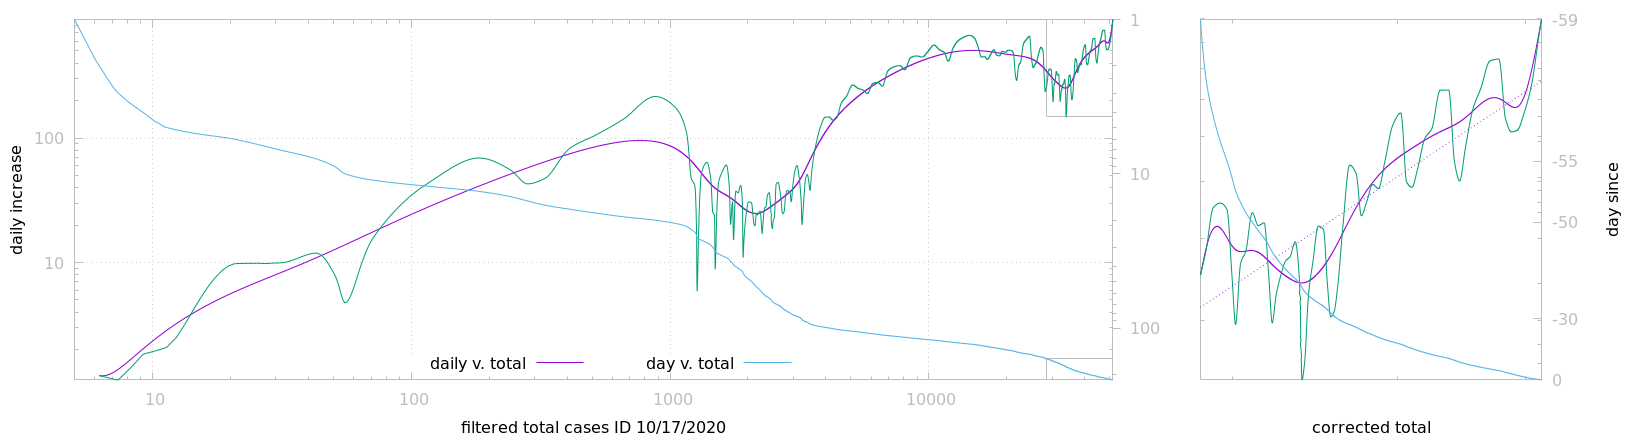 daily increase
100
10
10
100
1000
10000
1
10
100
daily v. total
day v. total
filtered total cases ID 10/17/2020
-59
-55
-50
-30
0
day since
corrected total